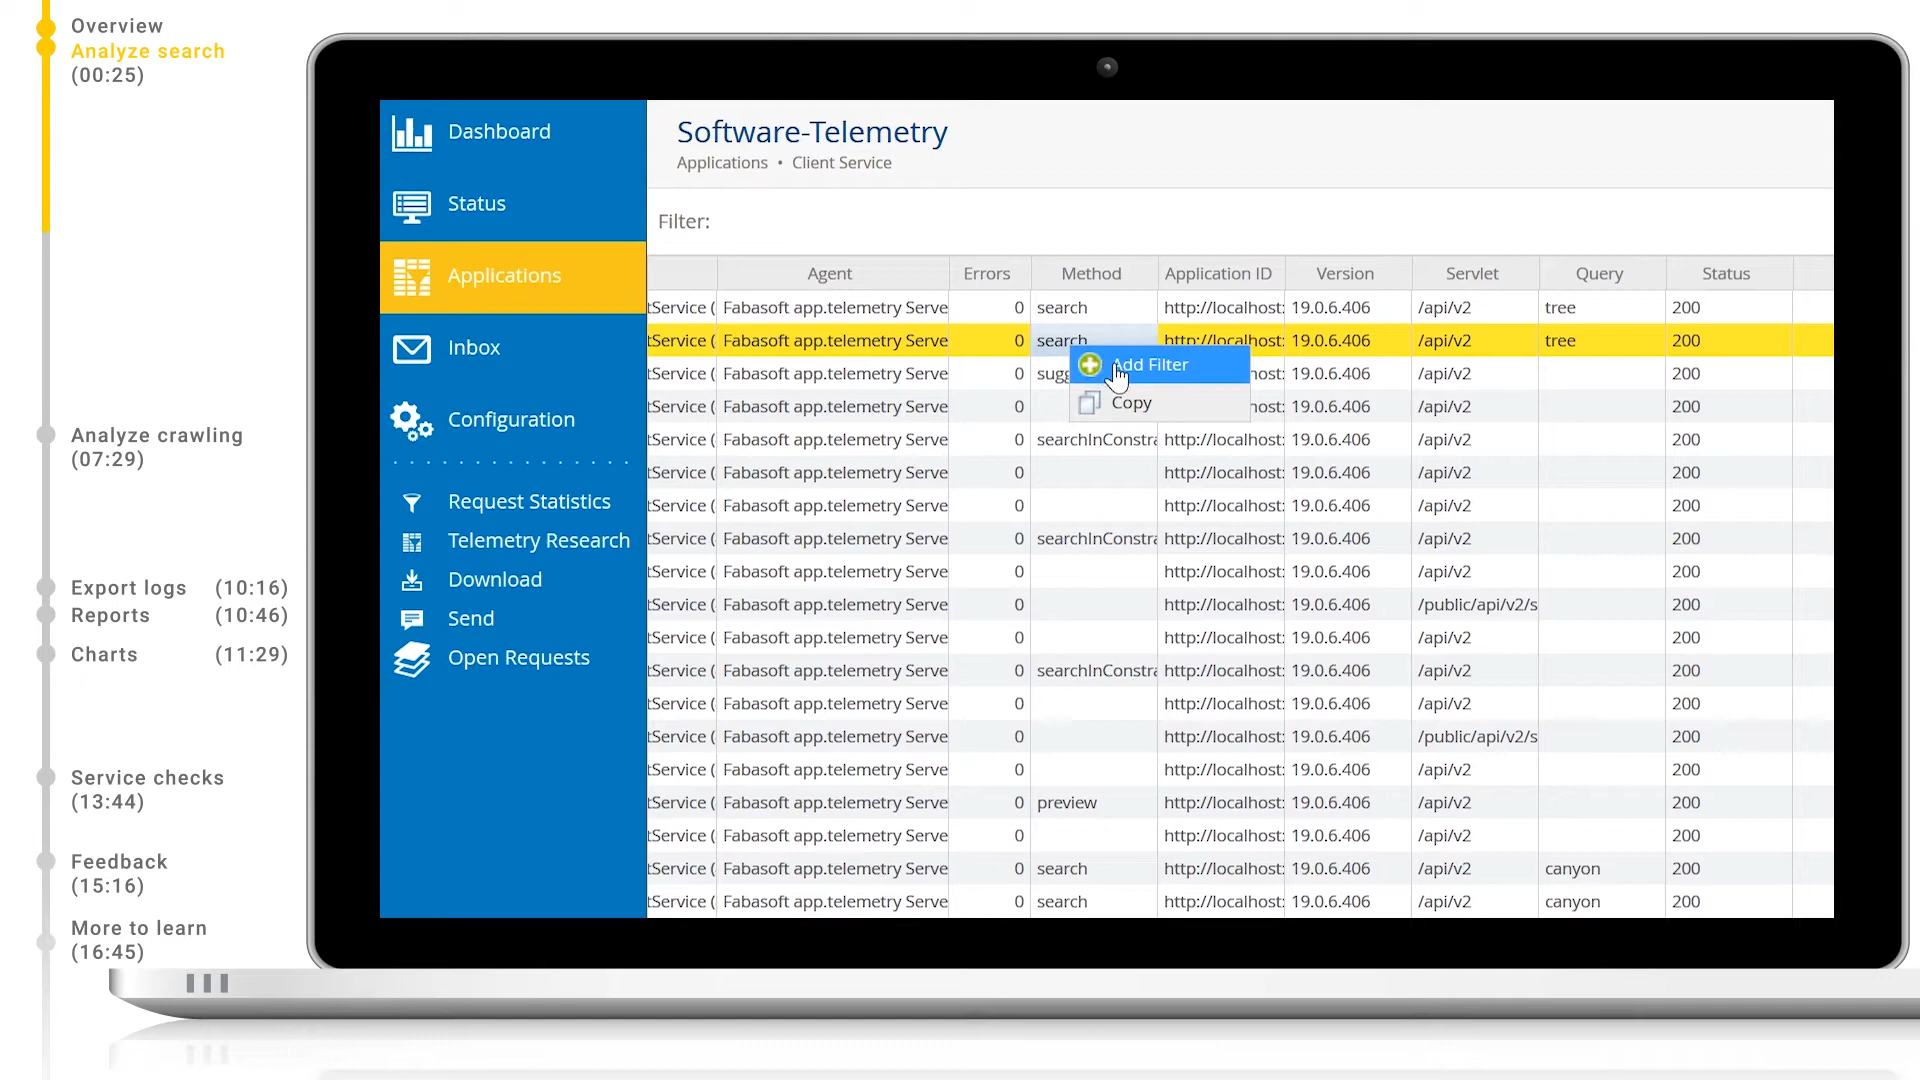 Overview
Analyze search
(00:25)
Analyze crawling
(07:29)
Export logs (10:16)
Reports (10:46)
Charts (11:29)
Service checks
(13:44)
Feedback
(15:16)
More to learn
(16:45)
Dashboard
Status
Applications
Inbox
Configuration
Request Statistics
Telemetry Research
Download
Send
Open Requests
Software-Telemetry
Applications • Client Service
Filter:
Agent Errors Method Application ID Version Servlet Query Status
tService ( Fabasoft app.telemetry Serve 0 search http://localhost: 19.0.6.406 /api/v2 tree 200
tService ( Fabasoft app.telemetry Serve 0 search http://localhost: 19.0.6.406 /api/v2 tree 200
Add Filter
Copy
tService ( Fabasoft app.telemetry Serve 0 sugg host: 19.0.6.406 /api/v2 200
tService ( Fabasoft app.telemetry Serve 0 host: 19.0.6.406 /api/v2 200
tService ( Fabasoft app.telemetry Serve 0 searchInConstra http://localhost: 19.0.6.406 /api/v2 200
tService ( Fabasoft app.telemetry Serve 0 http://localhost: 19.0.6.406 /api/v2 200
tService ( Fabasoft app.telemetry Serve 0 http://localhost: 19.0.6.406 /api/v2 200
tService ( Fabasoft app.telemetry Serve 0 searchInConstra http://localhost: 19.0.6.406 /api/v2 200
tService ( Fabasoft app.telemetry Serve 0 http://localhost: 19.0.6.406 /api/v2 200
tService ( Fabasoft app.telemetry Serve 0 http://localhost: 19.0.6.406 /public/api/v2/s 200
tService ( Fabasoft app.telemetry Serve 0 http://localhost: 19.0.6.406 /api/v2 200
tService ( Fabasoft app.telemetry Serve 0 searchInConstra http://localhost: 19.0.6.406 /api/v2 200
tService ( Fabasoft app.telemetry Serve 0 http://localhost: 19.0.6.406 /api/v2 200
tService ( Fabasoft app.telemetry Serve 0 http://localhost: 19.0.6.406 /public/api/v2/s 200
tService ( Fabasoft app.telemetry Serve 0 http://localhost: 19.0.6.406 /api/v2 200
tService ( Fabasoft app.telemetry Serve 0 preview http://localhost: 19.0.6.406 /api/v2 200
tService ( Fabasoft app.telemetry Serve 0 http://localhost: 19.0.6.406 /api/v2 200
tService ( Fabasoft app.telemetry Serve 0 search http://localhost: 19.0.6.406 /api/v2 canyon 200
tService ( Fabasoft app.telemetry Serve 0 search http://localhost: 19.0.6.406 /api/v2 canyon 200